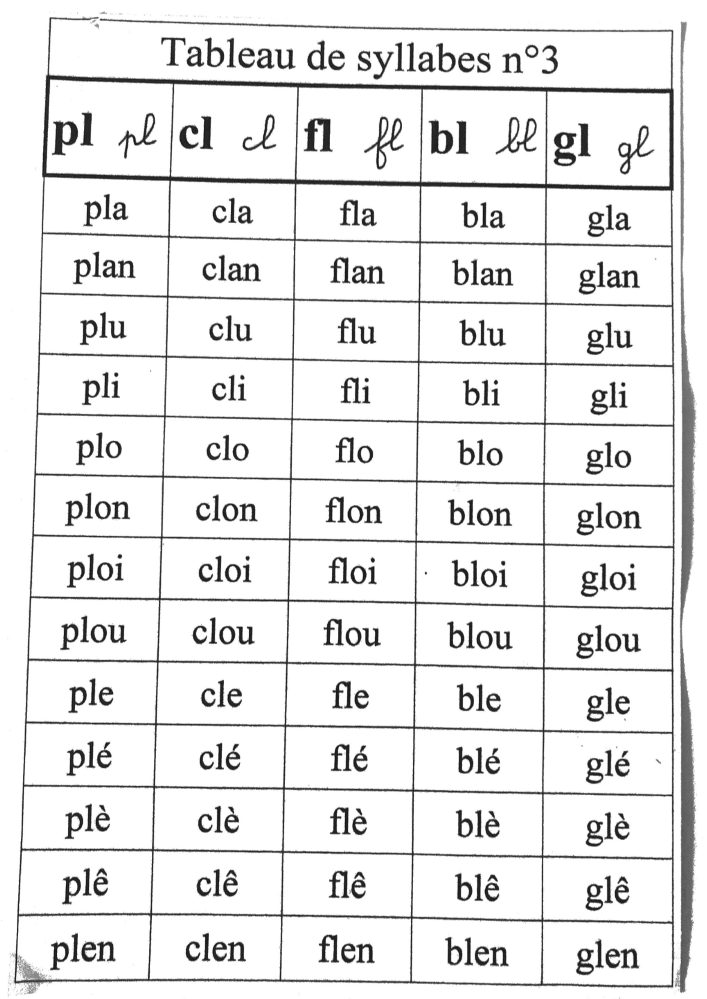 Tableau de syllabes n°3
pl pl cl cl fl fl bl bl gl gl
pla cla fla bla gla
plan clan flan blan glan
plu clu flu blu glu
pli cli fli bli gli
plo clo flo blo glo
plon clon flon blon glon
ploi cloi floi bloi gloi
plou clou flou blou glou
ple cle fle ble gle
plé clé flé blé glé
plè clè flè blè glè
plê clê flê blê glê
plen clen flen blen glen